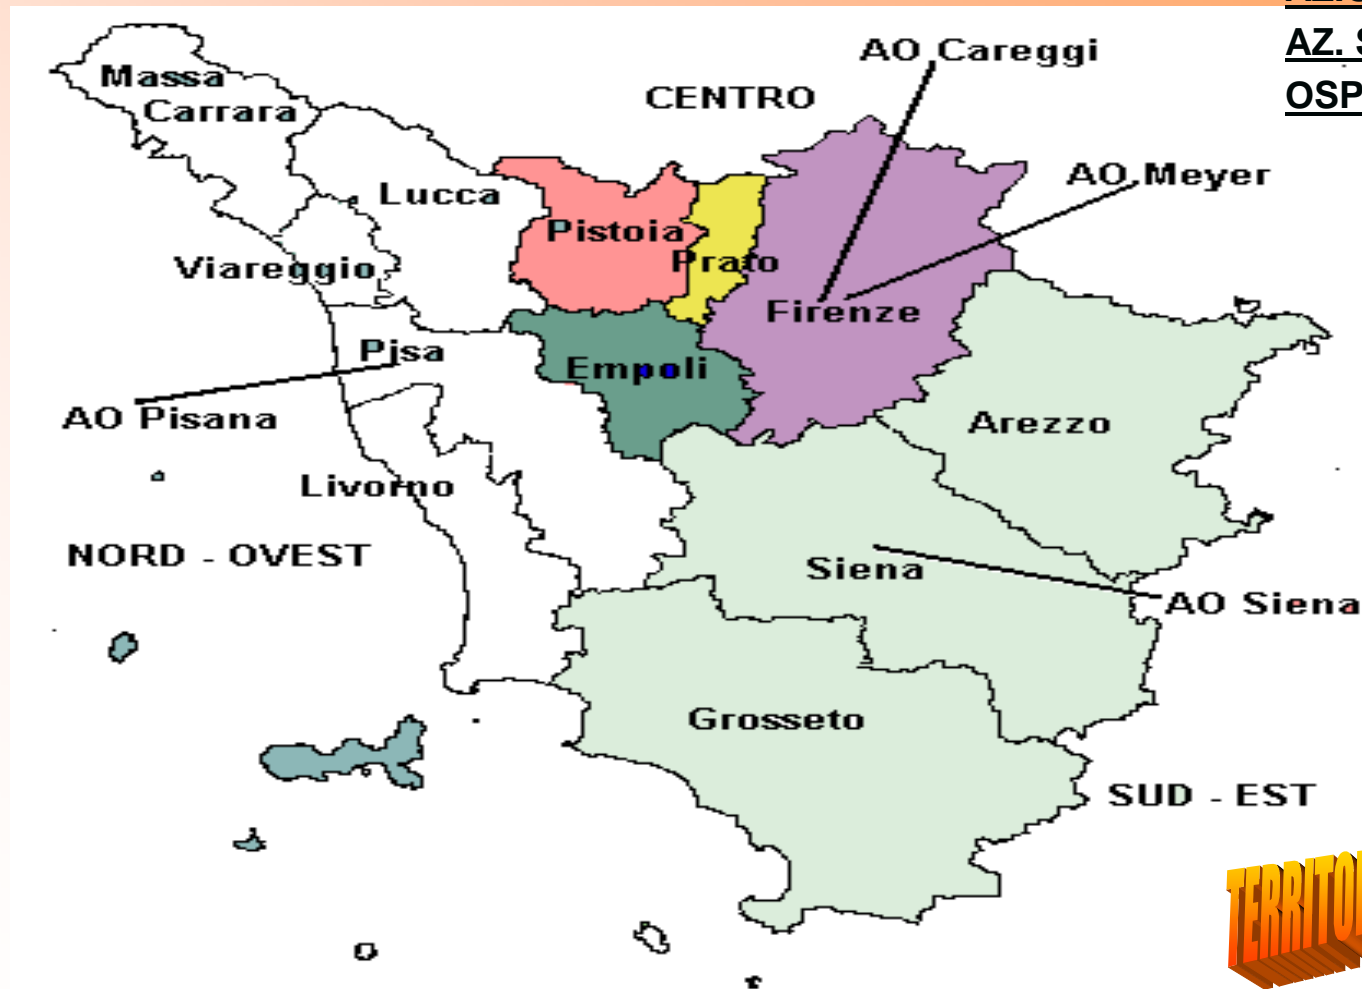 AZ. S
OSP
AO Careggi
CENTRO
Massa
Carrara
AO Meyer
Lucca
Pistoia
Prato
Viareggio
Firenze
Pisa
Empoli
AO Pisana
Arezzo
Livorno
NORD - OVEST
Siena
AO Siena
Grosseto
SUD - EST
TERRITO